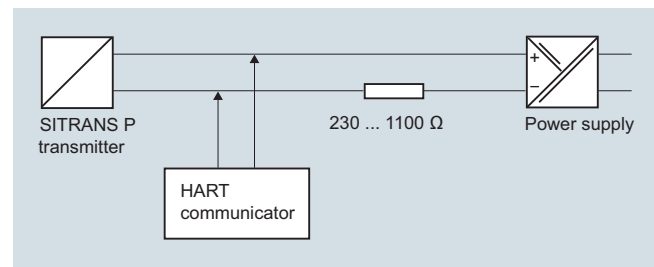 +
–
SITRANS P
transmitter
230 ... 1100 Ω
Power supply
HART
communicator